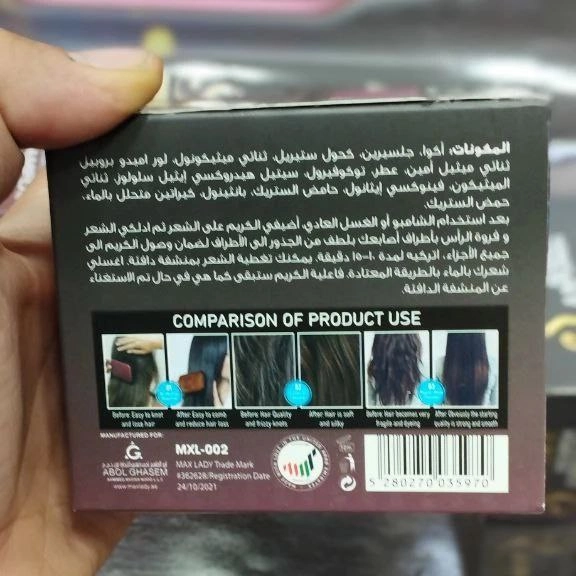 المكونات: أكوا، جلسيرين، كحول ستيريل، ثنائي ميثيكونول، لور اميدو بروبيل
ثنائي ميثيل أمين، عطر، توكوفيرول، سيتيل هيدروكسي إيثيل سلولوز، ثنائي
الميثيكون، فينوكسي إيثانول، حامض الستريك، بانثينول، كيراتين متحلل بالماء،
حمض الستريك.
بعد استخدام الشامبو أو الغسل العادي، أضيفي الكريم على الشعر ثم ادلكي الشعر
و فروة الرأس بأطراف أصابعك بلطف من الجذور الى الأطراف لضمان وصول الكريم الى
جميع الأجزاء، اتركيه لمدة ١٠-١٥ دقيقة. يمكنك تغطية الشعر بمنشفة دافئة. اغسلي
شعرك بالماء بالطريقة المعتادة. فاعلية الكريم ستبقى كما هي في حال تم الاستغناء
عن المنشفة الدافئة.
COMPARISON OF PRODUCT USE
01
02
03
Before: Easy to knot
and lose hair
After: Easy to comb
and reduce hair loss
Before: Hair Quality
and frizzy knots
After: Hair is soft
and silky
Before: Hair becomes very
fragile and dyeing
After: Obviously the starting
quality is strong and smooth
MANUFACTURED FOR:
ABOL GHASEM
www.maxlady.ae
MXL-002
MAX LADY Trade Mark
#362628/Registration Date
24/10/2021
5 280270 035970